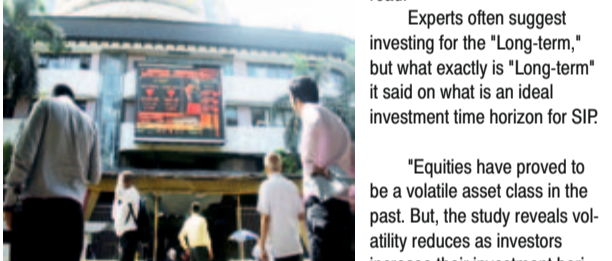 Experts often suggest
investing for the "Long-term,"
but what exactly is "Long-term"
it said on what is an ideal
investment time horizon for SIP.
"Equities have proved to
be a volatile asset class in the
past. But, the study reveals vol-
atility reduces as investors